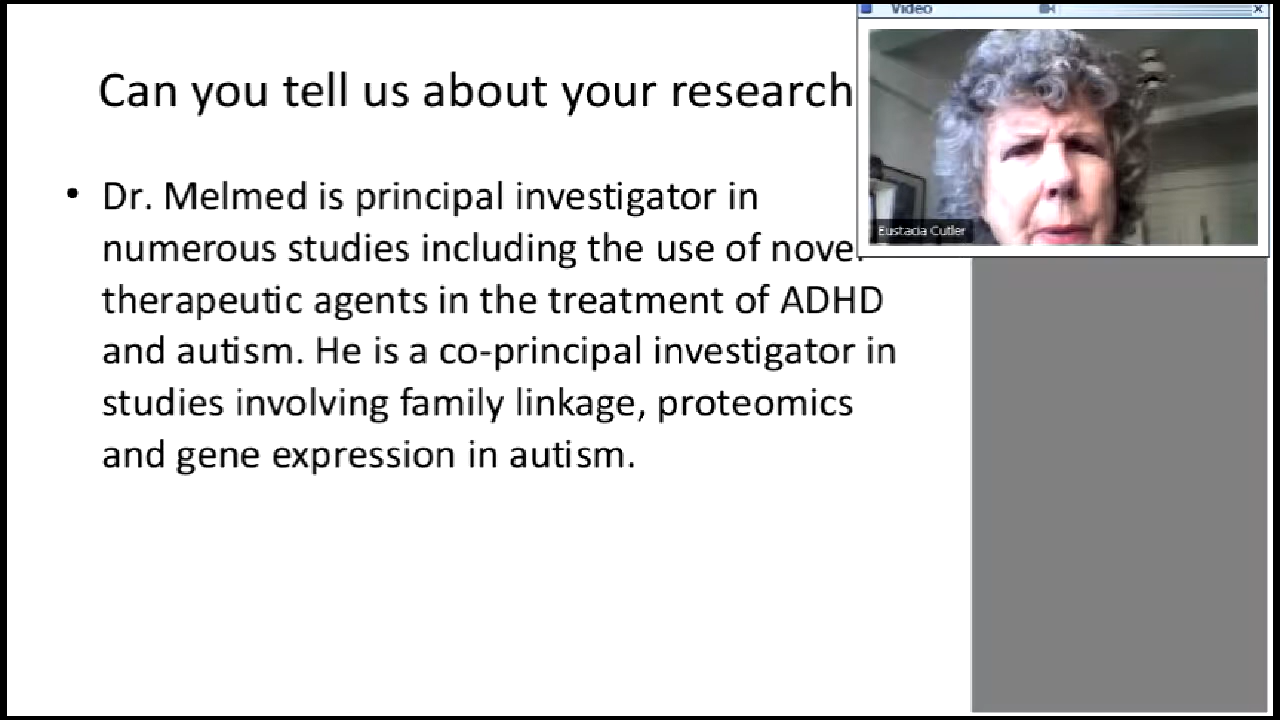 Video
Can you tell us about your research
Eustacia Cutler
• Dr. Melmed is principal investigator in
numerous studies including the use of novel
therapeutic agents in the treatment of ADHD
and autism. He is a co-principal investigator in
studies involving family linkage, proteomics
and gene expression in autism.